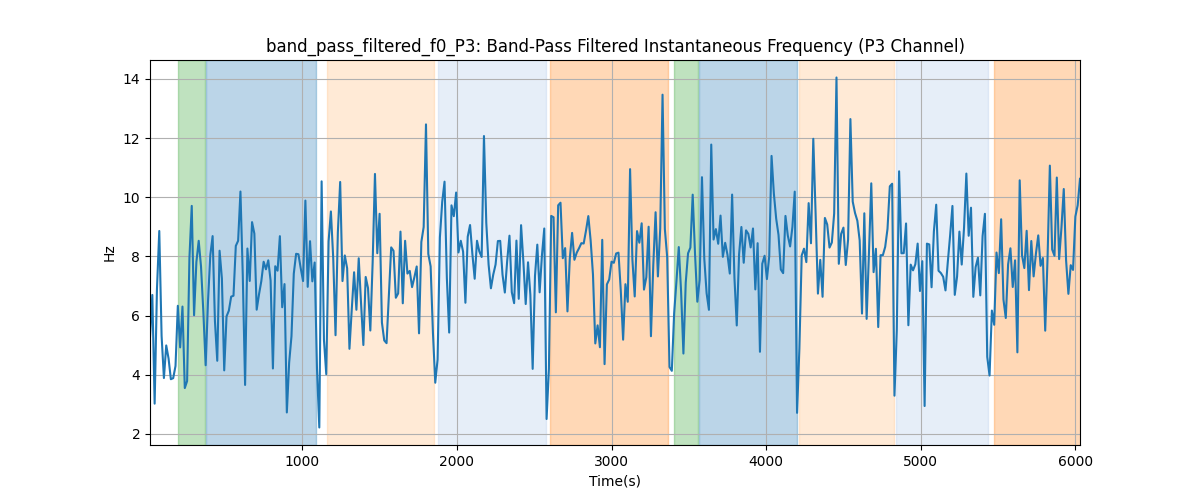 band_pass_filtered_f0_P3: Band-Pass Filtered Instantaneous Frequency (P3 Channel)
14
12
10
8
6
4
2
Hz
1000 2000 3000 4000 5000 6000
Time(s)